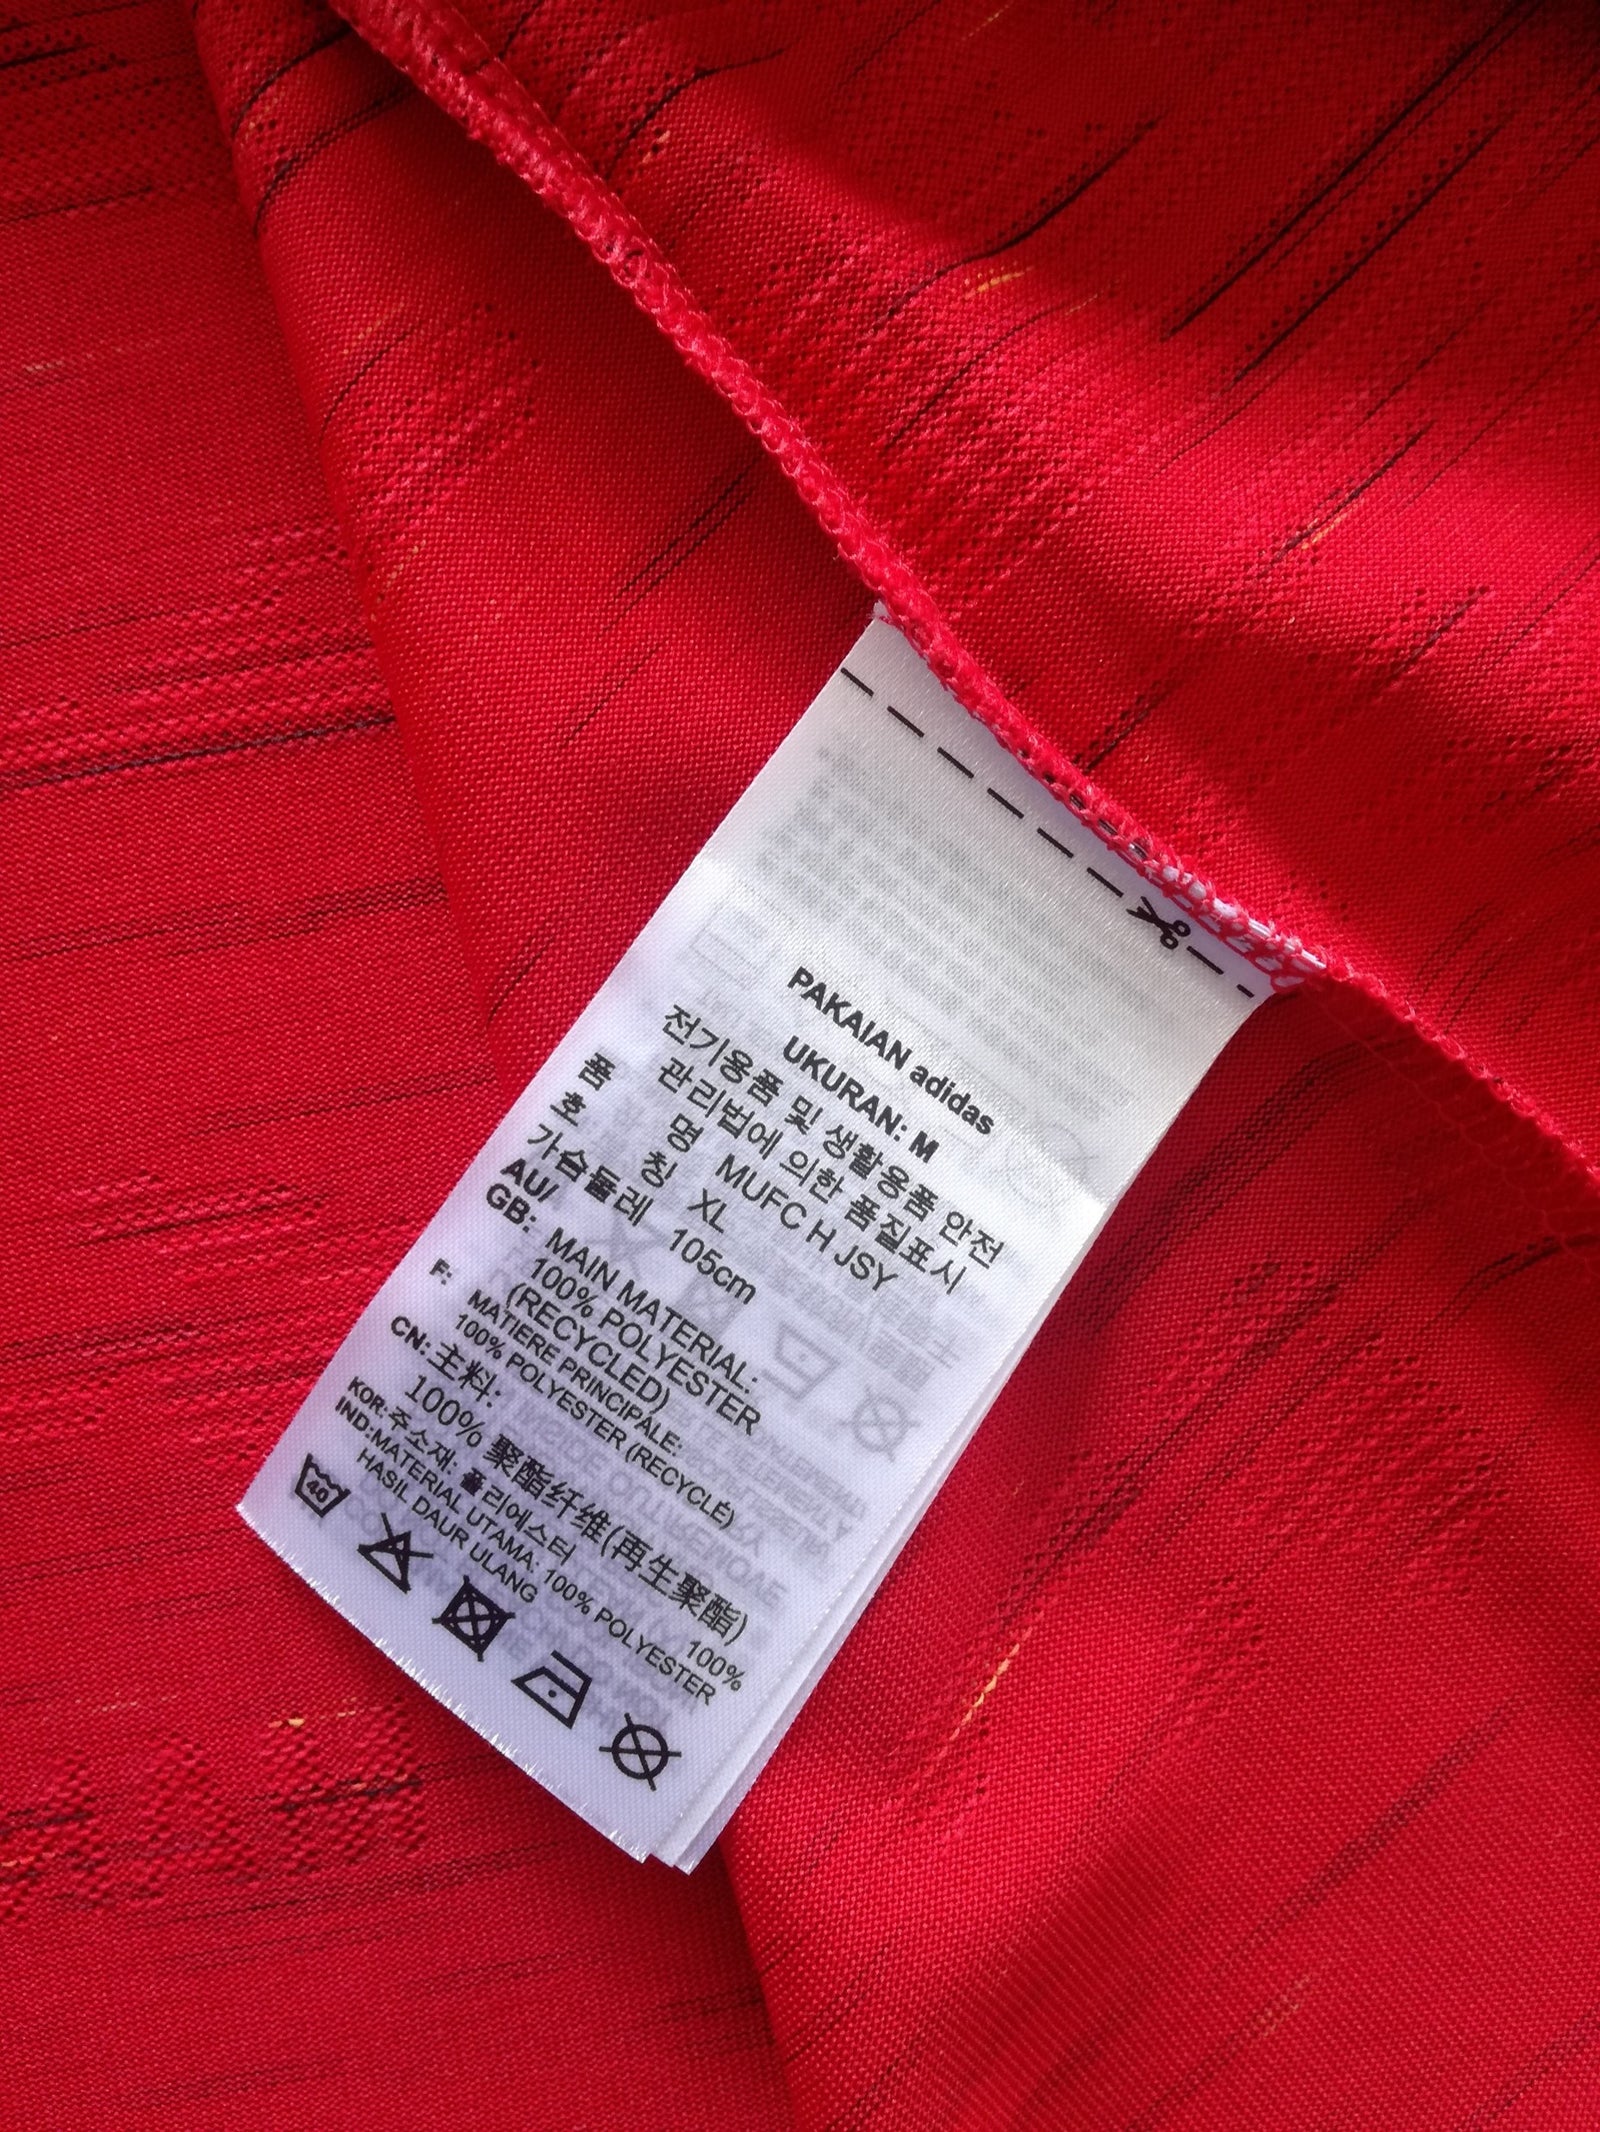 PAKAIAN adidas
UKURAN: M
전기용품 및 생활용품 안전
관리법에 의한 품질표시
품 명 MUFC H JSY
호 칭 XL
가슴둘레 105cm
AU/
GB: MAIN MATERIAL:
100% POLYESTER
(RECYCLED)
F: MATIERE PRINCIPALE:
100% POLYESTER (RECYCLÉ)
CN: 主料:
100% 聚酯纤维(再生聚酯)
KOR: 주소재: 폴리에스터 100%
IND:MATERIAL UTAMA: 100% POLYESTER
HASIL DAUR ULANG
40